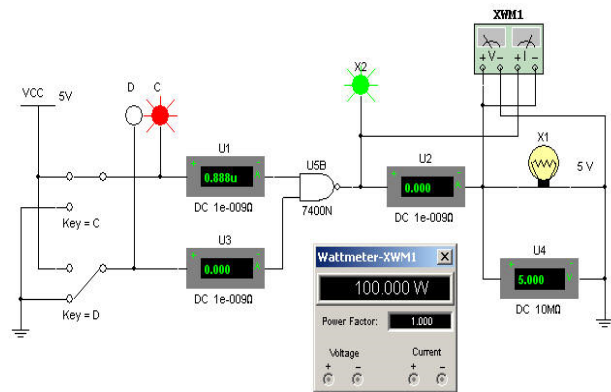 XWM1
+ V - + I -
X2
VCC
5V
D
C
U1
0.888u
DC 1e-009Ω
U5B
7400N
U2
0.000
DC 1e-009Ω
X1
5 V
Key = C
U3
0.000
DC 1e-009Ω
Key = D
U4
5.000
DC 10MΩ
Wattmeter-XWM1
X
100.000 W
Power Factor:
1.000
Voltage
Current
+ - + -